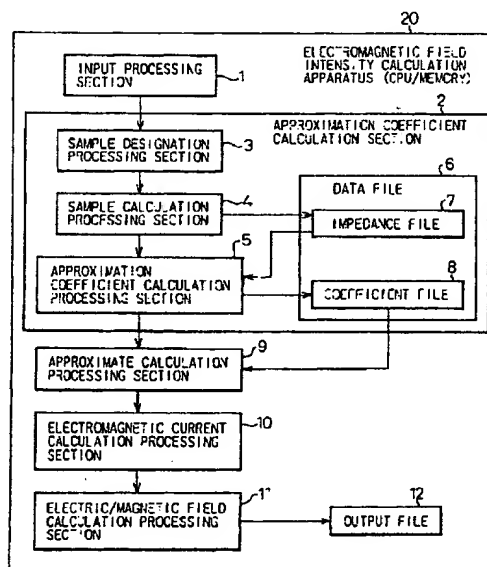 20
ELECTROMAGNETIC FIELD
INTENSITY CALCULATION
APPARATUS (CPU/MEMORY)
INPUT PROCESSING
SECTION
1
2
APPROXIMATION COEFFICIENT
CALCULATION SECTION
SAMPLE DESIGNATION
PROCESSING SECTION
3
6
DATA FILE
SAMPLE CALCULATION
PROCESSING SECTION
4
7
IMPEDANCE FILE
5
APPROXIMATION
COEFFICIENT CALCULATION
PROCESSING SECTION
8
COEFFICIENT FILE
9
APPROXIMATE CALCULATION
PROCESSING SECTION
10
ELECTROMAGNETIC CURRENT
CALCULATION PROCESSING
SECTION
11
ELECTRIC/MAGNETIC FIELD
CALCULATION PROCESSING
SECTION
12
OUTPUT FILE